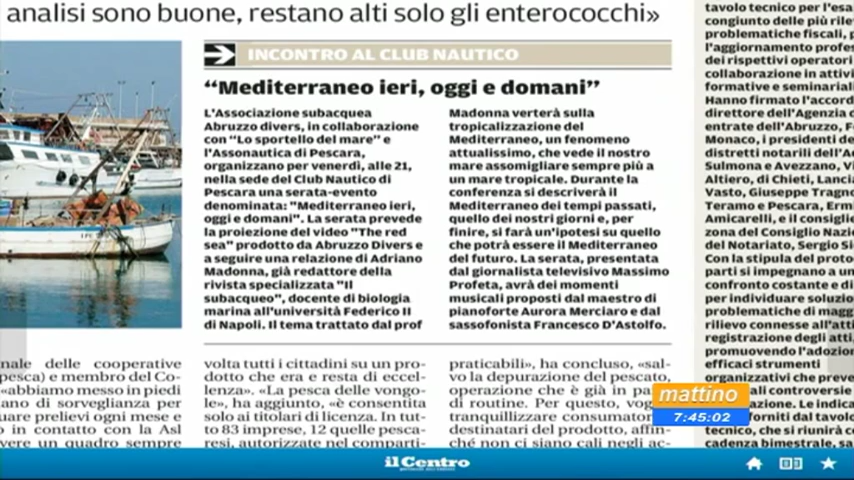 analisi sono buone, restano alti solo gli enterococchi»
INCONTRO AL CLUB NAUTICO
“Mediterraneo ieri, oggi e domani”
L'Associazione subacquea
Abruzzo divers, in collaborazione
con “Lo sportello del mare” e
l'Assonautica di Pescara,
organizzano per venerdì, alle 21,
nella sede del Club Nautico di
Pescara una serata-evento
denominata: "Mediterraneo ieri,
oggi e domani". La serata prevede
la proiezione del video "The red
sea" prodotto da Abruzzo Divers e
a seguire una relazione di Adriano
Madonna, già redattore della
rivista specializzata "Il
subacqueo", docente di biologia
marina all'università Federico II
di Napoli. Il tema trattato dal prof
Madonna verterà sulla
tropicalizzazione del
Mediterraneo, un fenomeno
attualissimo, che vede il nostro
mare assomigliare sempre più a
un mare tropicale. Durante la
conferenza si descriverà il
Mediterraneo dei tempi passati,
quello dei nostri giorni e, per
finire, si farà un'ipotesi su quello
che potrà essere il Mediterraneo
del futuro. La serata, presentata
dal giornalista televisivo Massimo
Profeta, avrà dei momenti
musicali proposti dal maestro di
pianoforte Aurora Merciaro e dal
sassofonista Francesco D'Astolfo.
nale delle cooperative
pesca) e membro del Co-
«abbiamo messo in piedi
ano di sorveglianza per
uare prelievi ogni mese e
o in contatto con la Asl
vere un quadro sempre
volta tutti i cittadini su un pro-
dotto che era e resta di eccel-
lenza». «La pesca delle vongo-
le», ha aggiunto, «è consentita
solo ai titolari di licenza. In tut-
to 83 imprese, 12 quelle pesca-
resi, autorizzate nel comparti-
praticabili», ha concluso, «sal-
vo la depurazione del pescato,
operazione che è già in pa
di routine. Per questo, vog
tranquillizzare consumator
destinatari del prodotto, affin-
ché non ci siano cali negli ac-
tavolo tecnico per l'esa
congiunto delle più rile
problematiche fiscali, p
l'aggiornamento profes
dei rispettivi operatori
collaborazione in attivi
formative e seminariali
Hanno firmato l'accord
direttore dell'Agenzia d
entrate dell'Abruzzo, Fe
Monaco, i presidenti de
distretti notarili dell'A
Sulmona e Avezzano, Vi
Altiero, di Chieti, Lancia
Vasto, Giuseppe Tragno
Teramo e Pescara, Ermi
Amicarelli, e il consiglie
zona del Consiglio Nazio
del Notariato, Sergio Si
Con la stipula del proto
parti si impegnano a un
confronto costante e di
per individuare soluzio
problematiche di magg
rilievo connesse all'atti
registrazione degli atti,
promuovendo l'adozion
efficaci strumenti
organizzativi che preve
ali controversie
azione. Le indica
forniti dal tavolo
tecnico, che si riunirà co
cadenza bimestrale, sa
mattino
7:45:02
il Centro